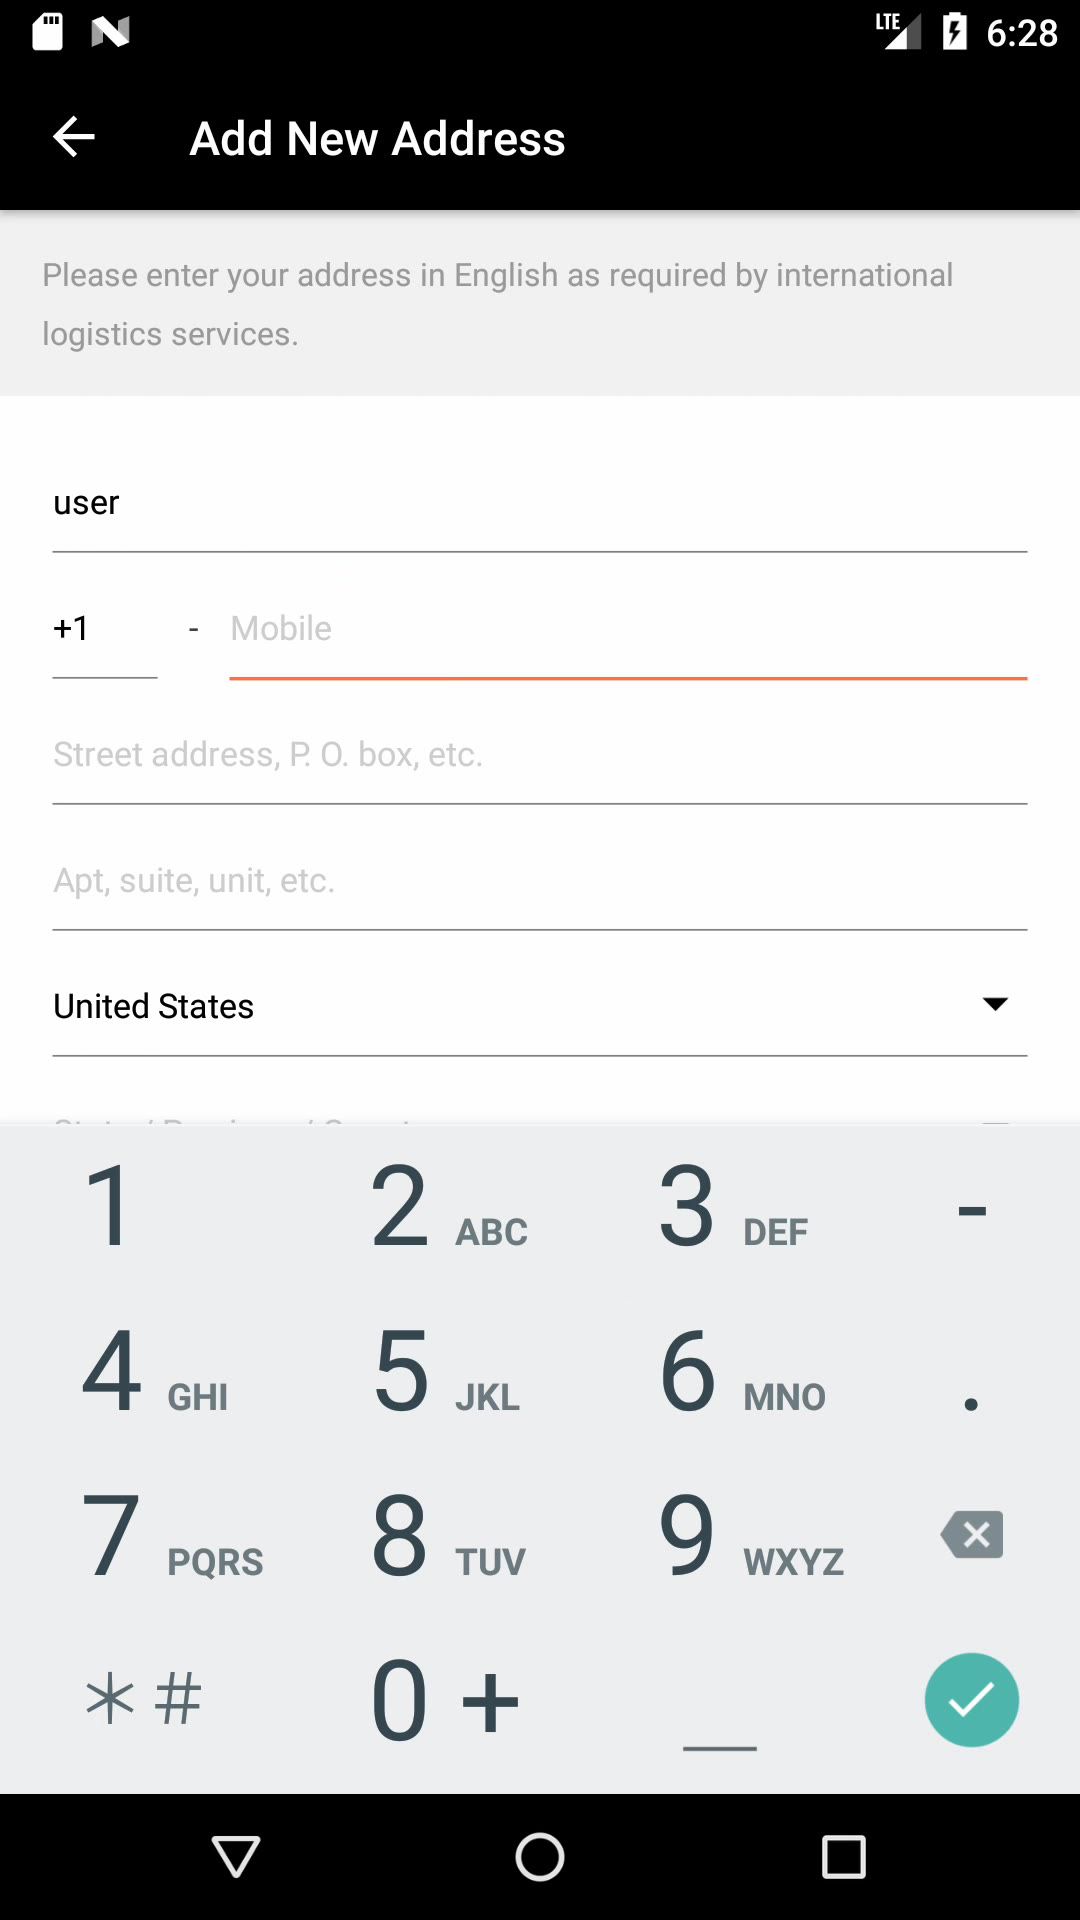 LTE 6:28
Add New Address
Please enter your address in English as required by international
logistics services.
user
+1 - Mobile
Street address, P. O. box, etc.
Apt, suite, unit, etc.
United States
1 2 ABC 3 DEF -
4 GHI 5 JKL 6 MNO .
7 PQRS 8 TUV 9 WXYZ
* # 0 +